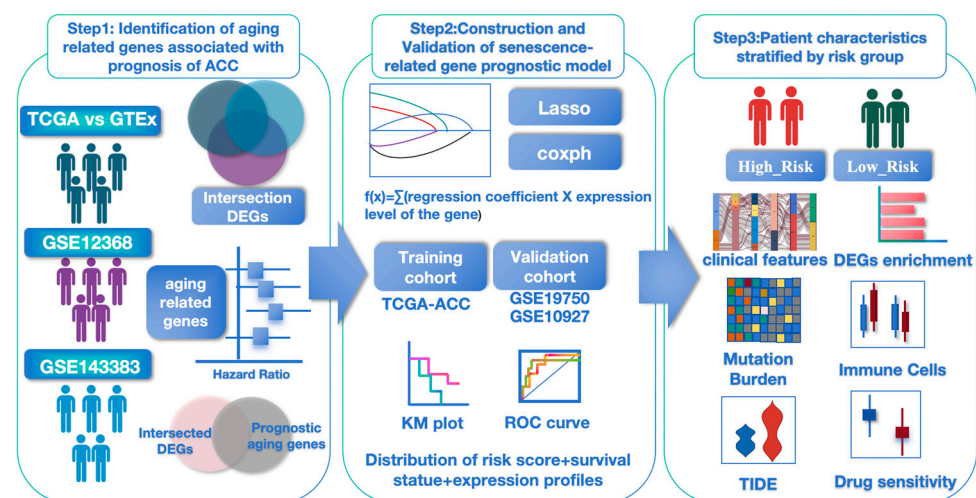 Step1: Identification of aging
related genes associated with
prognosis of ACC
TCGA vs GTEx
Intersection
DEGs
GSE12368
aging
related
genes
Hazard Ratio
GSE143383
Intersected
DEGs
Prognostic
aging genes
Step2:Construction and
Validation of senescence-
related gene prognostic model
Lasso
coxph
f(x)=∑(regression coefficient X expression
level of the gene)
Training
cohort
TCGA-ACC
Validation
cohort
GSE19750
GSE10927
KM plot
ROC curve
Distribution of risk score+survival
statue+expression profiles
Step3:Patient characteristics
stratified by risk group
High_Risk
Low_Risk
clinical features
DEGs enrichment
Mutation
Burden
Immune Cells
TIDE
Drug sensitivity